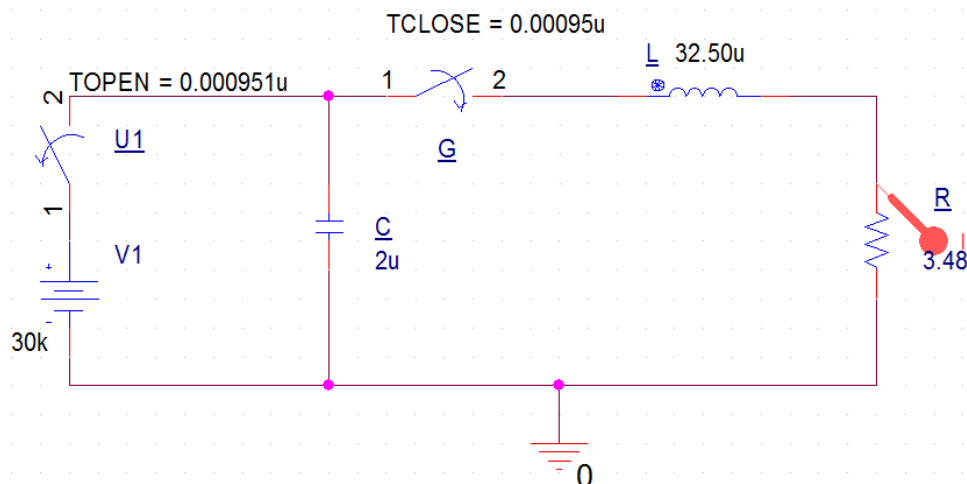 TCLOSE = 0.00095u
L 32.50u
TOPEN = 0.000951u
1 2
2
U1
G
1
C
2u
R
3.48
V1
+
-
30k
0